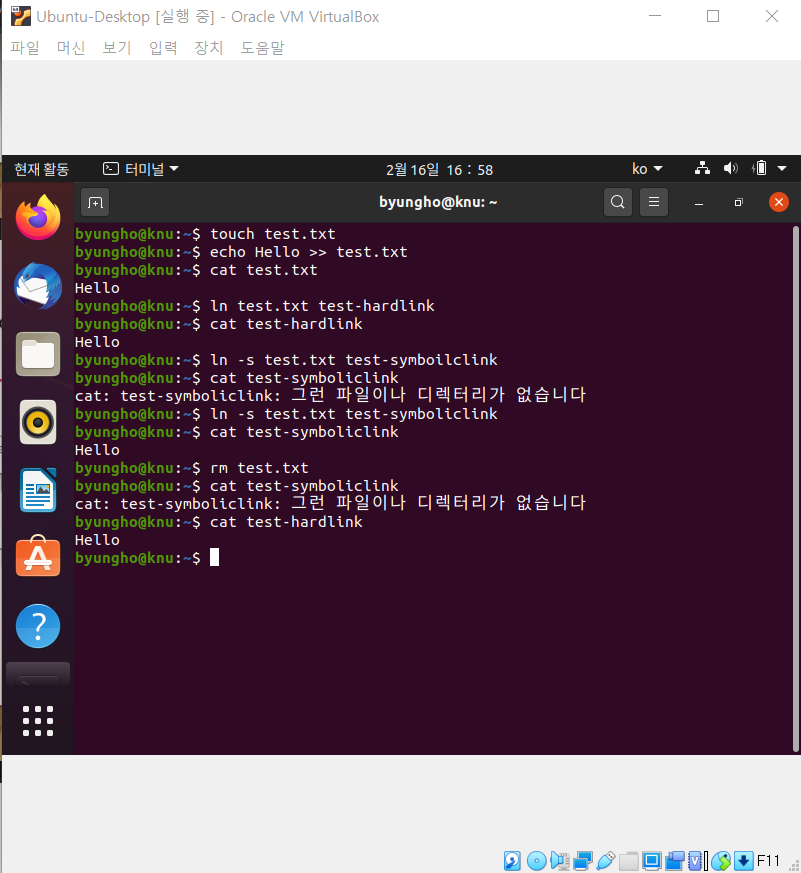 Ubuntu-Desktop [실행 중] - Oracle VM VirtualBox
파일 머신 보기 입력 장치 도움말
현재 활동 터미널 2월 16일 16 : 58 ko
byungho@knu: ~
byungho@knu:~$ touch test.txt
byungho@knu:~$ echo Hello >> test.txt
byungho@knu:~$ cat test.txt
Hello
byungho@knu:~$ ln test.txt test-hardlink
byungho@knu:~$ cat test-hardlink
Hello
byungho@knu:~$ ln -s test.txt test-symboilclink
byungho@knu:~$ cat test-symboliclink
cat: test-symboliclink: 그런 파일이나 디렉터리가 없습니다
byungho@knu:~$ ln -s test.txt test-symboliclink
byungho@knu:~$ cat test-symboliclink
Hello
byungho@knu:~$ rm test.txt
byungho@knu:~$ cat test-symboliclink
cat: test-symboliclink: 그런 파일이나 디렉터리가 없습니다
byungho@knu:~$ cat test-hardlink
Hello
byungho@knu:~$
F11